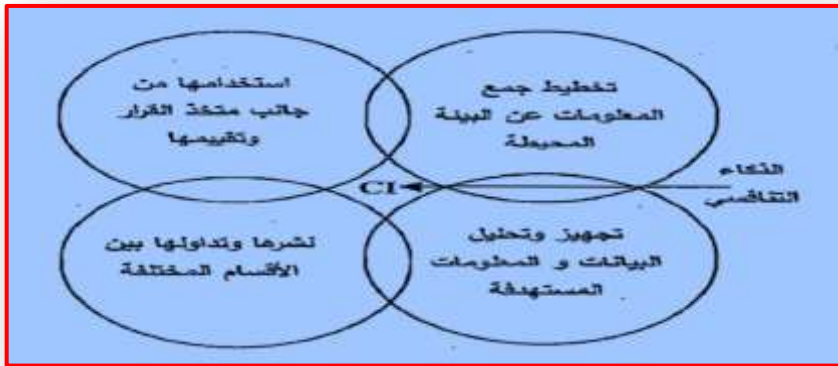 تخطيط جمع
المعلومات عن البيئة
المحيطة
استخدامها من
جانب متخذ القرار
وتقييمها
الذكاء
التنافسي
CI
تجهيز وتحليل
البيانات و المعلومات
المستهدفة
نشرها وتداولها بين
الأقسام المختلفة